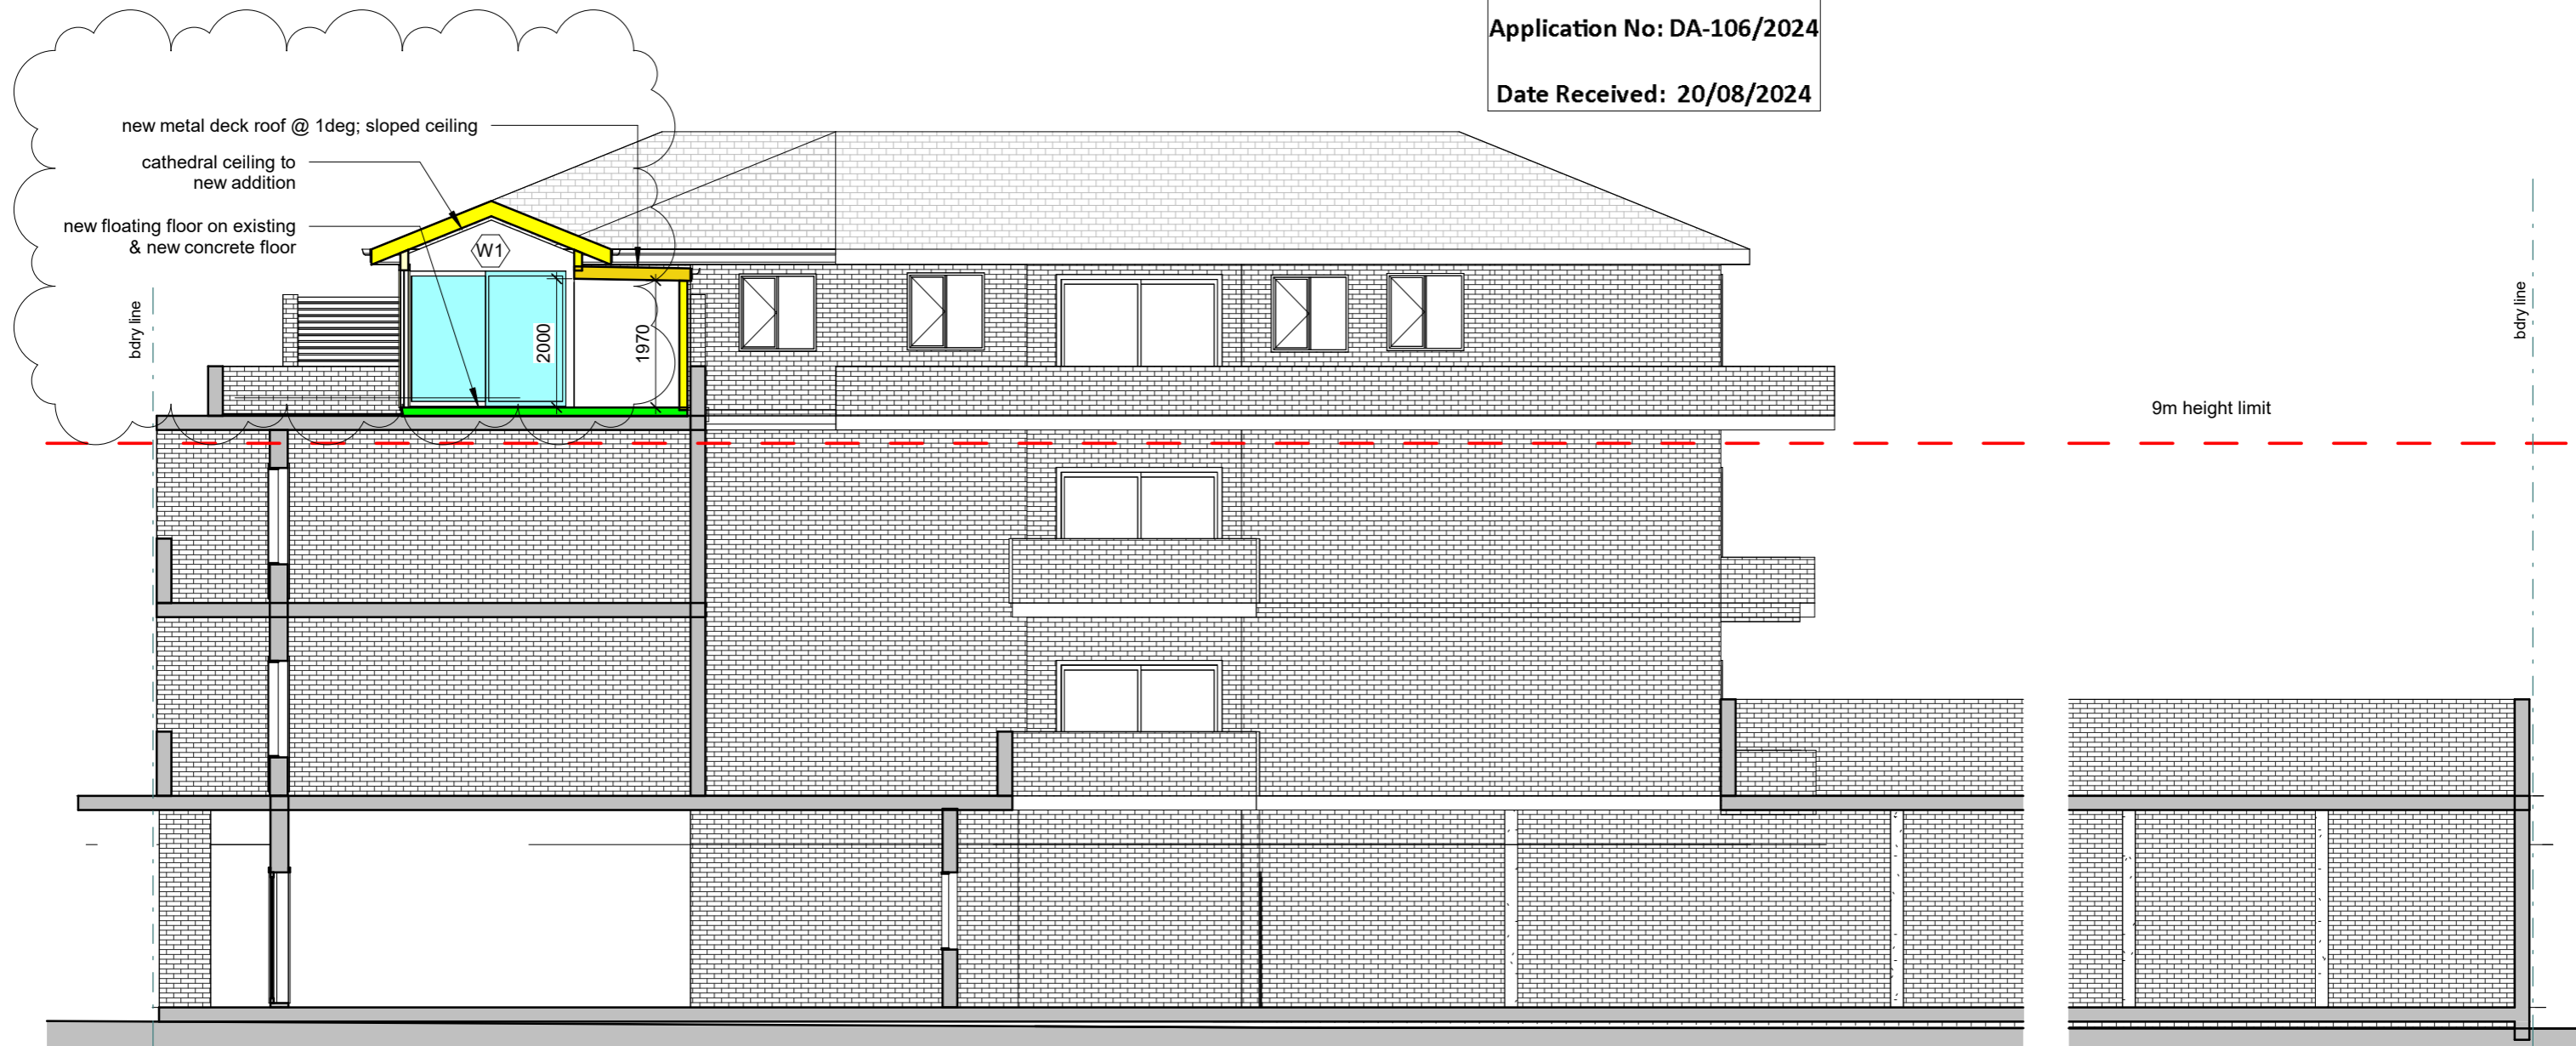 Application No: DA-106/2024
Date Received: 20/08/2024
new metal deck roof @ 1deg; sloped ceiling
cathedral ceiling to
new addition
new floating floor on existing
& new concrete floor
W1
bdry line
2000
1970
bdry line
9m height limit